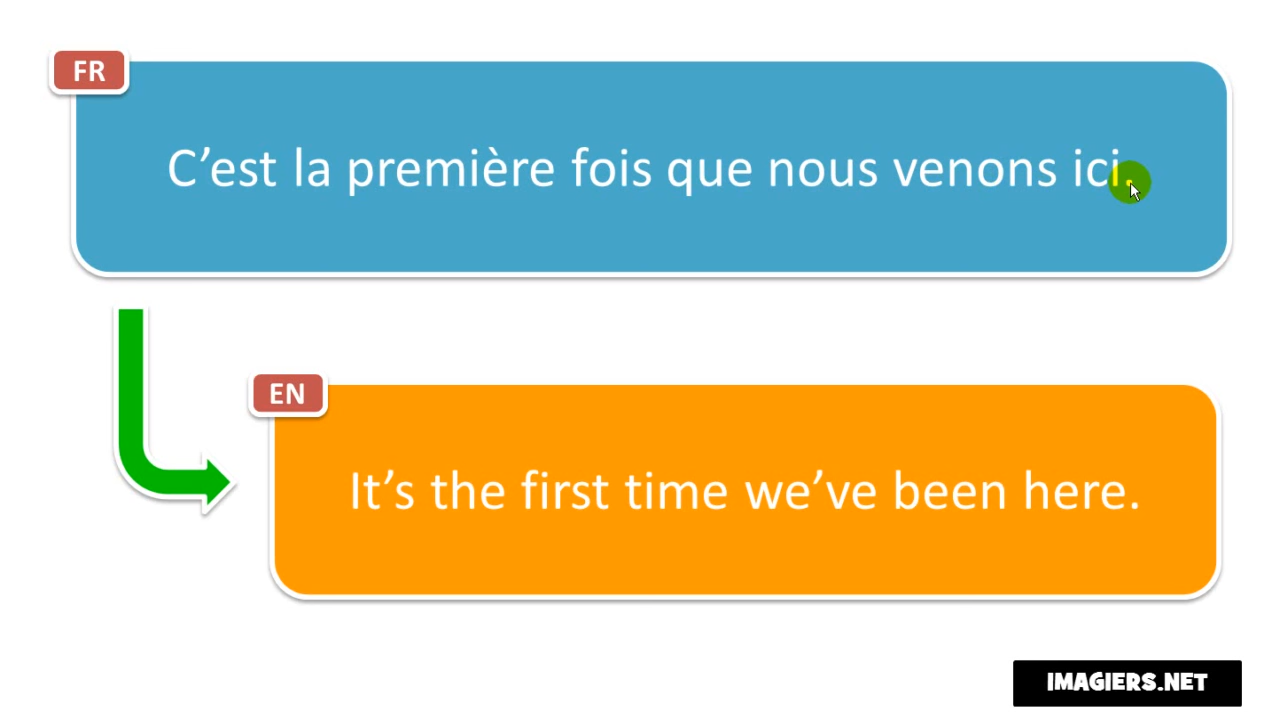 FR
C’est la première fois que nous venons ici.
EN
It’s the first time we’ve been here.
IMAGIERS.NET